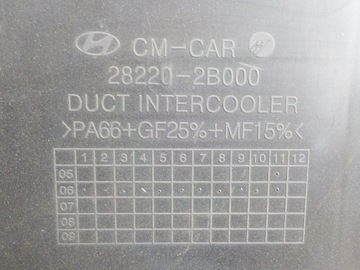 CM-CAR
28220-2B000
DUCT INTERCOOLER
>PA66+GF25%+MF15%<
1 2 3 4 5 6 7 8 9 10 11 12
05
06
07
08
09